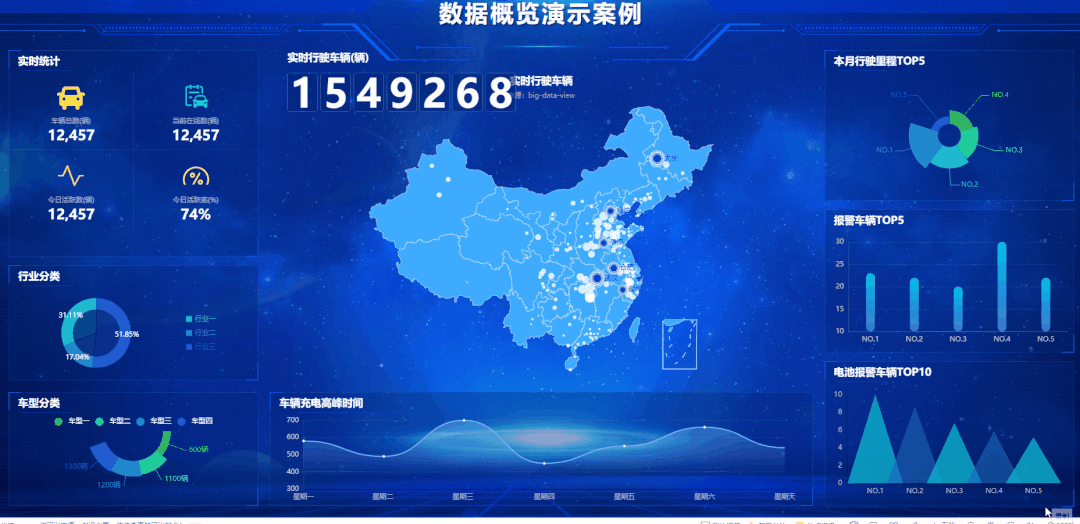 数据概览演示案例
实时统计
车辆总数(辆)
12,457
当前在线数(辆)
12,457
今日活跃数(辆)
12,457
今日活跃率(%)
74%
行业分类
31.11%
51.85%
17.04%
行业一
行业二
行业三
车型分类
车型一
车型二
车型三
车型四
600辆
1100辆
1200辆
1300辆
实时行驶车辆(辆)
1549268
实时行驶车辆
big-data-view
车辆充电高峰时间
700
600
500
400
300
星期一
星期二
星期三
星期四
星期五
星期六
星期天
本月行驶里程TOP5
NO.5
NO.4
NO.1
NO.3
NO.2
报警车辆TOP5
30
25
20
15
10
NO.1
NO.2
NO.3
NO.4
NO.5
电池报警车辆TOP10
10
8
6
4
2
0
NO.1
NO.2
NO.3
NO.4
NO.5